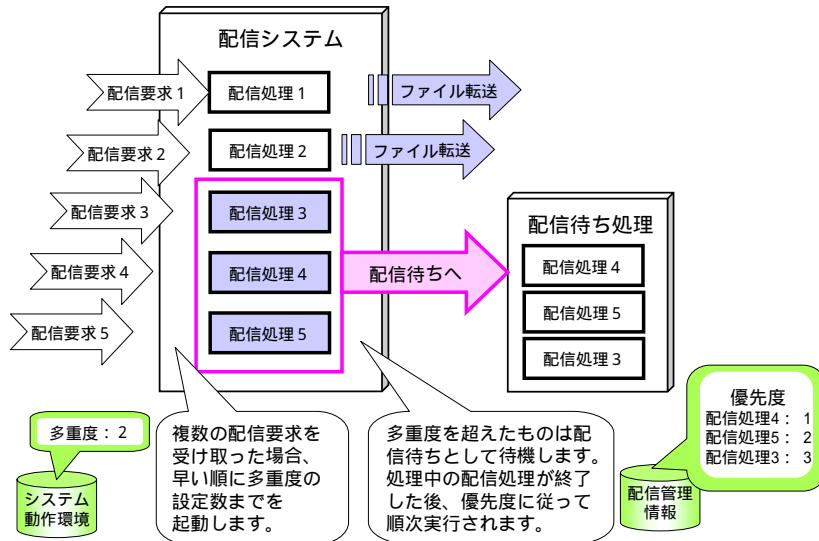 配信システム
配信要求1
配信処理1
ファイル転送
配信要求2
配信処理2
ファイル転送
配信要求3
配信処理3
配信要求4
配信処理4
配信要求5
配信処理5
配信待ちへ
配信待ち処理
配信処理4
配信処理5
配信処理3
多重度：2
システム
動作環境
複数の配信要求を
受け取った場合、
早い順に多重度の
設定数までを
起動します。
多重度を超えたものは配
信待ちとして待機します。
処理中の配信処理が終了
した後、優先度に従って
順次実行されます。
優先度
配信処理4： 1
配信処理5： 2
配信処理3： 3
配信管理
情報